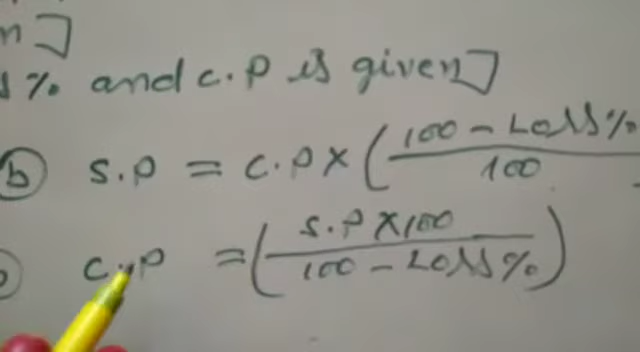 n]
% and C.P is given]
(b) S.P = C.P × (100 - Loss% / 100
C.P = (S.P × 100 / 100 - Loss%)